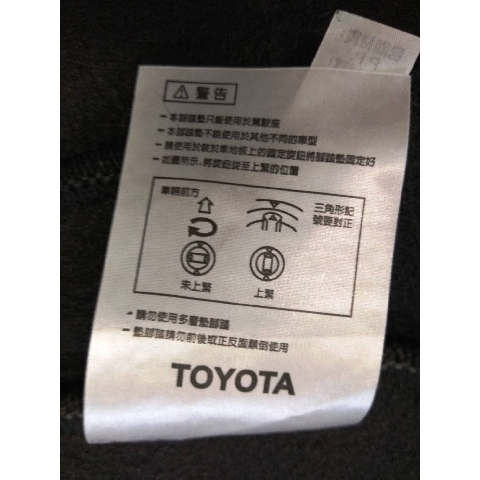 ⚠ 警告
- 本腳踏墊只能使用於駕駛座
- 本腳踏墊不能使用於其他不同的車型
- 請使用於裝於車地板上的固定旋鈕將腳踏墊固定好
- 如圖所示,將旋鈕旋至上緊的位置
車輛前方
三角形記
號要對正
未上緊
上緊
- 請勿使用多層墊腳踏
- 墊腳踏請勿前後或正反面顛倒使用
TOYOTA